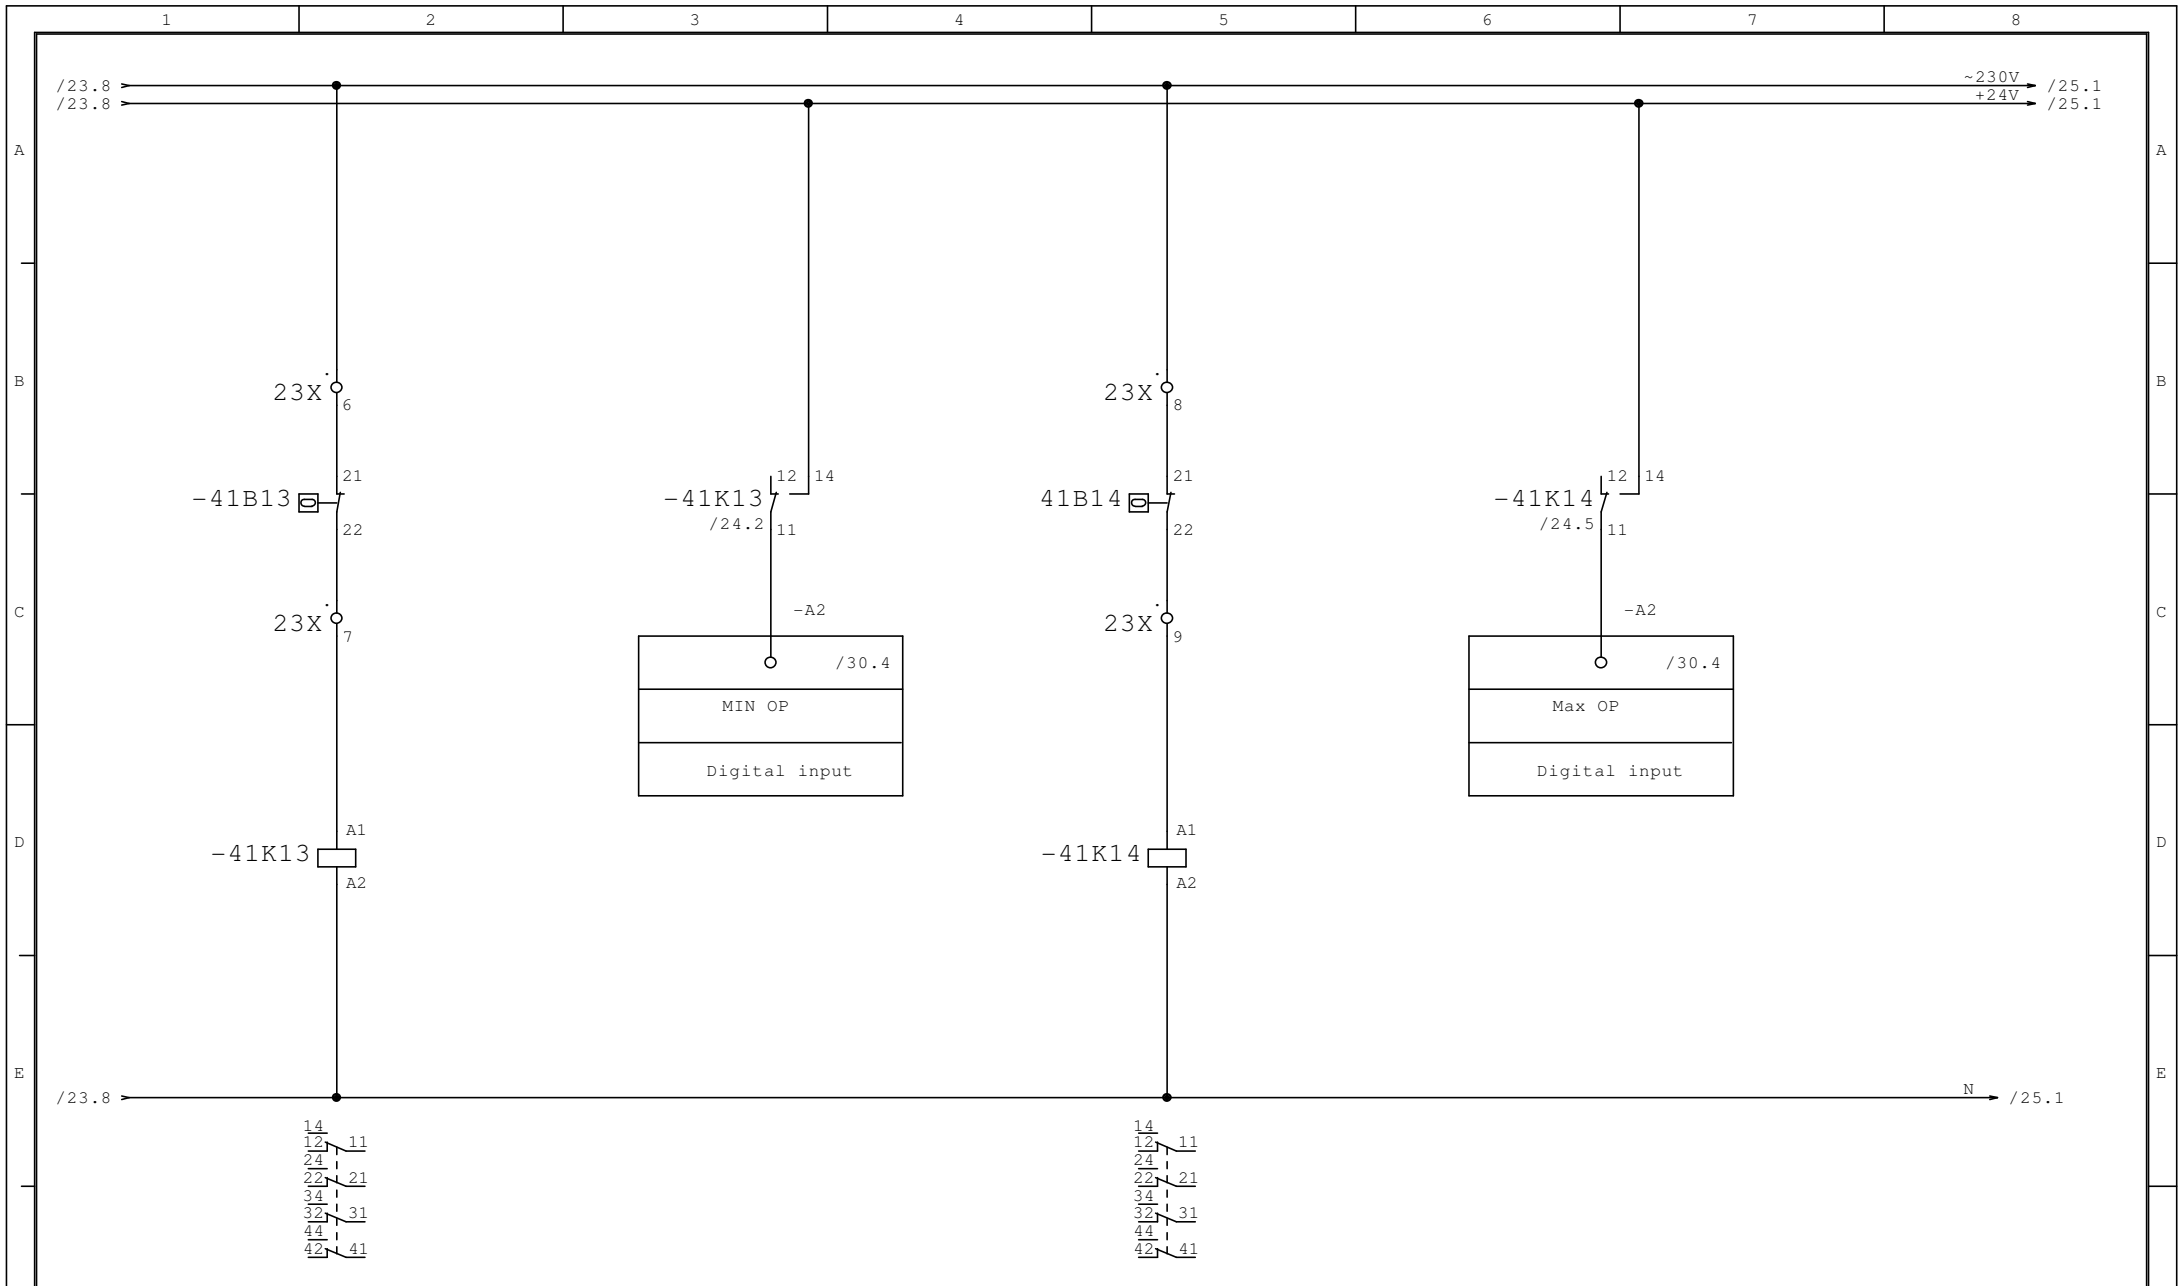 1 2 3 4 5 6 7 8
/23.8 ~230V /25.1
/23.8 +24V /25.1
A A
B 23X 6 23X 8 B
21 12 14 21 12 14
-41B13 -41K13 41B14 -41K14
22 /24.2 11 22 /24.5 11
C 23X 7 -A2 23X 9 -A2 C
/30.4 /30.4
MIN OP Max OP
Digital input Digital input
A1 A1
D -41K13 -41K14 D
A2 A2
E E
/23.8 N /25.1
14 14
12 11 12 11
24 24
22 21 22 21
34 34
32 31 32 31
44 44
42 41 42 41